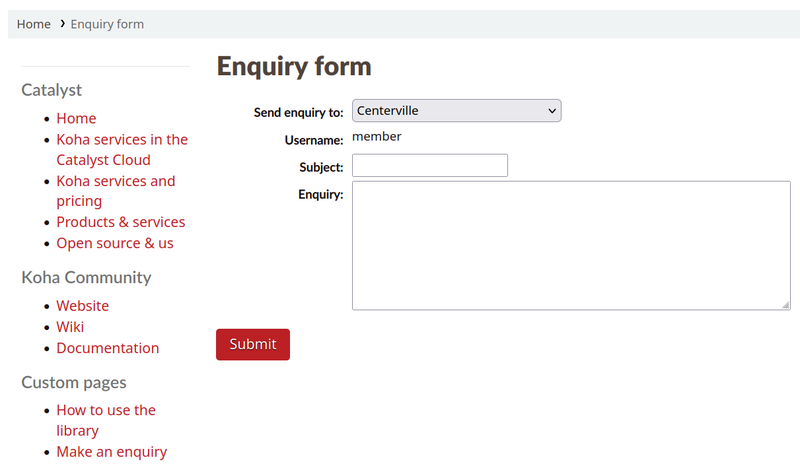 Home › Enquiry form
Catalyst
Home
Koha services in the
Catalyst Cloud
Koha services and
pricing
Products & services
Open source & us
Koha Community
Website
Wiki
Documentation
Custom pages
How to use the
library
Make an enquiry
Enquiry form
Send enquiry to: Centerville
Username: member
Subject:
Enquiry:
Submit